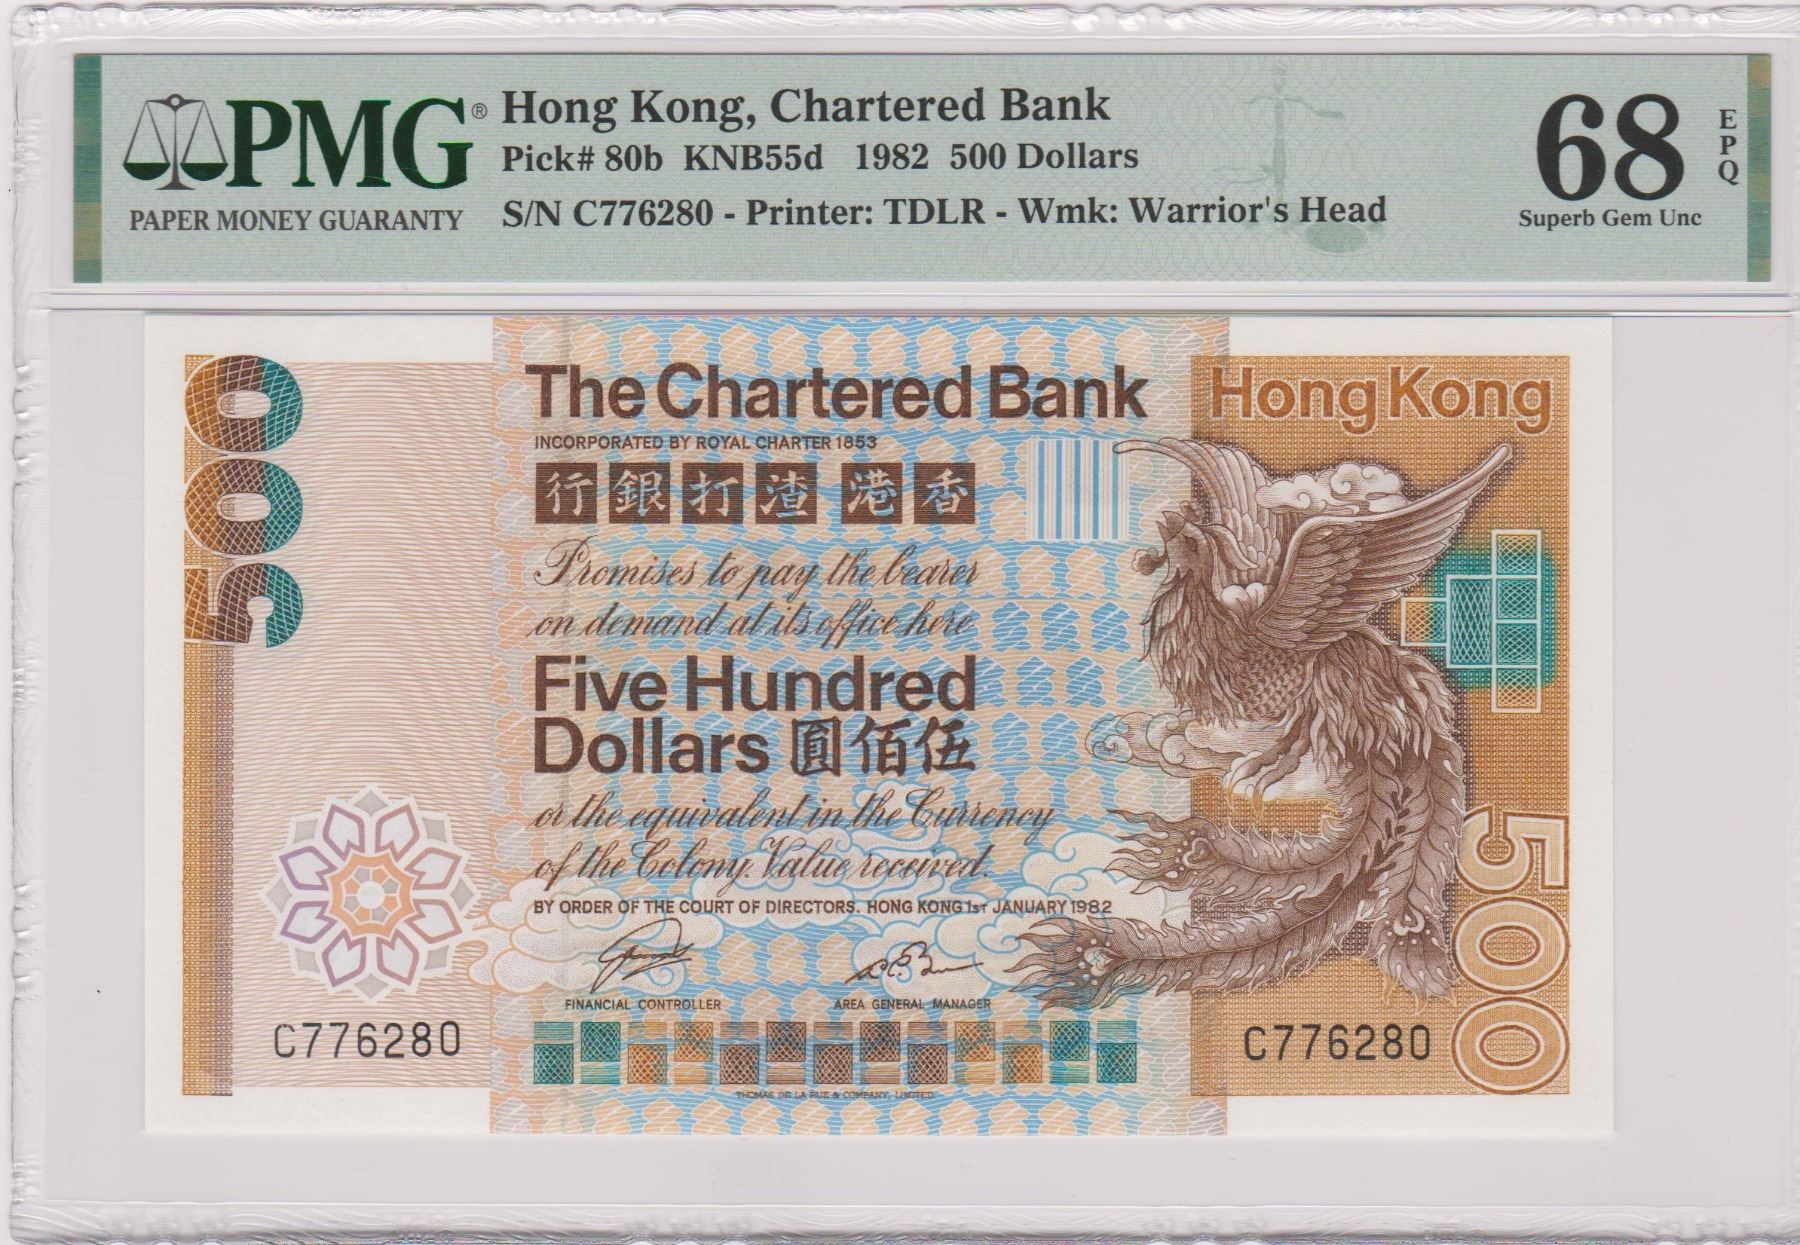 PMG®
PAPER MONEY GUARANTY
Hong Kong, Chartered Bank
Pick# 80b KNB55d 1982 500 Dollars
S/N C776280 - Printer: TDLR - Wmk: Warrior's Head
68
EPQ
Superb Gem Unc
500
The Chartered Bank
Hong Kong
INCORPORATED BY ROYAL CHARTER 1853
行銀打渣 港香
Promises to pay the bearer
on demand at its office here
Five Hundred
Dollars 圓佰伍
or the equivalent in the Currency
of the Colony. Value received.
BY ORDER OF THE COURT OF DIRECTORS. HONG KONG 1ST JANUARY 1982
FINANCIAL CONTROLLER
AREA GENERAL MANAGER
500
C776280
C776280
THOMAS DE LA RUE & COMPANY, LIMITED.